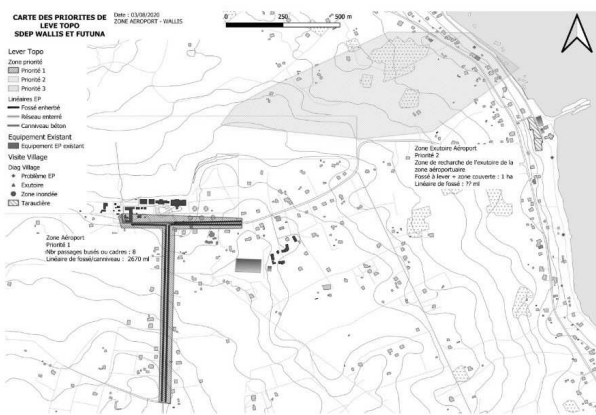 CARTE DES PRIORITES DE
LEVE TOPO
SDEP WALLIS ET FUTUNA
Date : 03/08/2020
ZONE AÉROPORT - WALLIS
0 250 500 m
Lever Topo
Zone priorité
Priorité 1
Priorité 2
Priorité 3
Linéaires EP
Fossé enherbé
Réseau enterré
Canniveau béton
Equipement Existant
Equipement EP existant
Visite Village
Diag Village
Problème EP
Exutoire
Zone inondée
Taraudière
Zone Exutoire Aéroport
Priorité 2
Zone de recherche de l'exutoire de la
zone aéroportuaire
Fossé à lever + zone couverte : 1 ha
Linéaire de fossé : ?? ml
Zone Aéroport
Priorité 1
Nbr passages busés ou cadres : 8
Linéaire de fossé/canniveau : 2670 ml